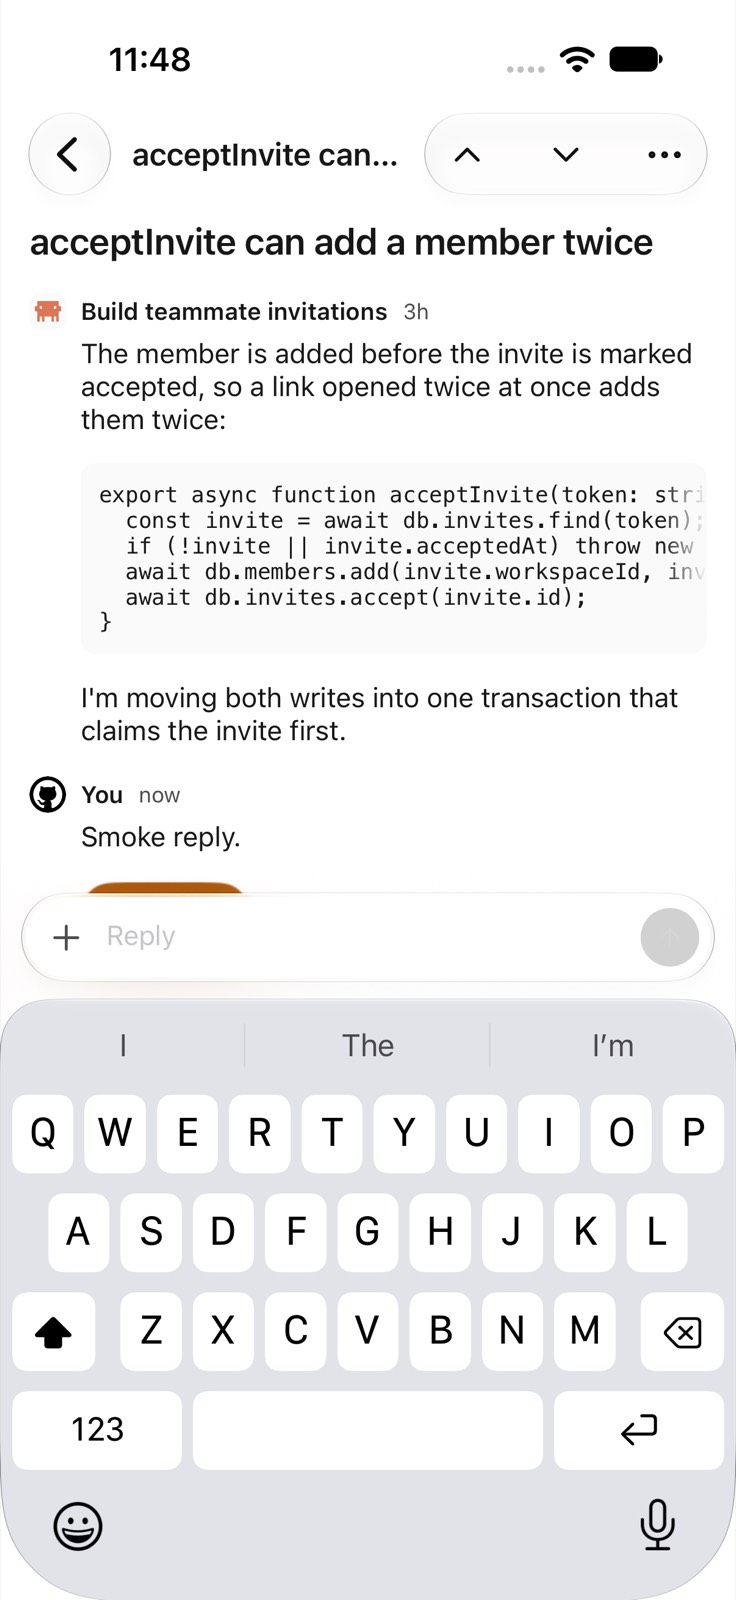 11:48
acceptInvite can...
acceptInvite can add a member twice
Build teammate invitations 3h
The member is added before the invite is marked
accepted, so a link opened twice at once adds
them twice:
export async function acceptInvite(token: stri
const invite = await db.invites.find(token);
if (!invite || invite.acceptedAt) throw new
await db.members.add(invite.workspaceId, inv
await db.invites.accept(invite.id);
}
I'm moving both writes into one transaction that
claims the invite first.
You now
Smoke reply.
Reply
I The I’m
Q W E R T Y U I O P
A S D F G H J K L
Z X C V B N M
123